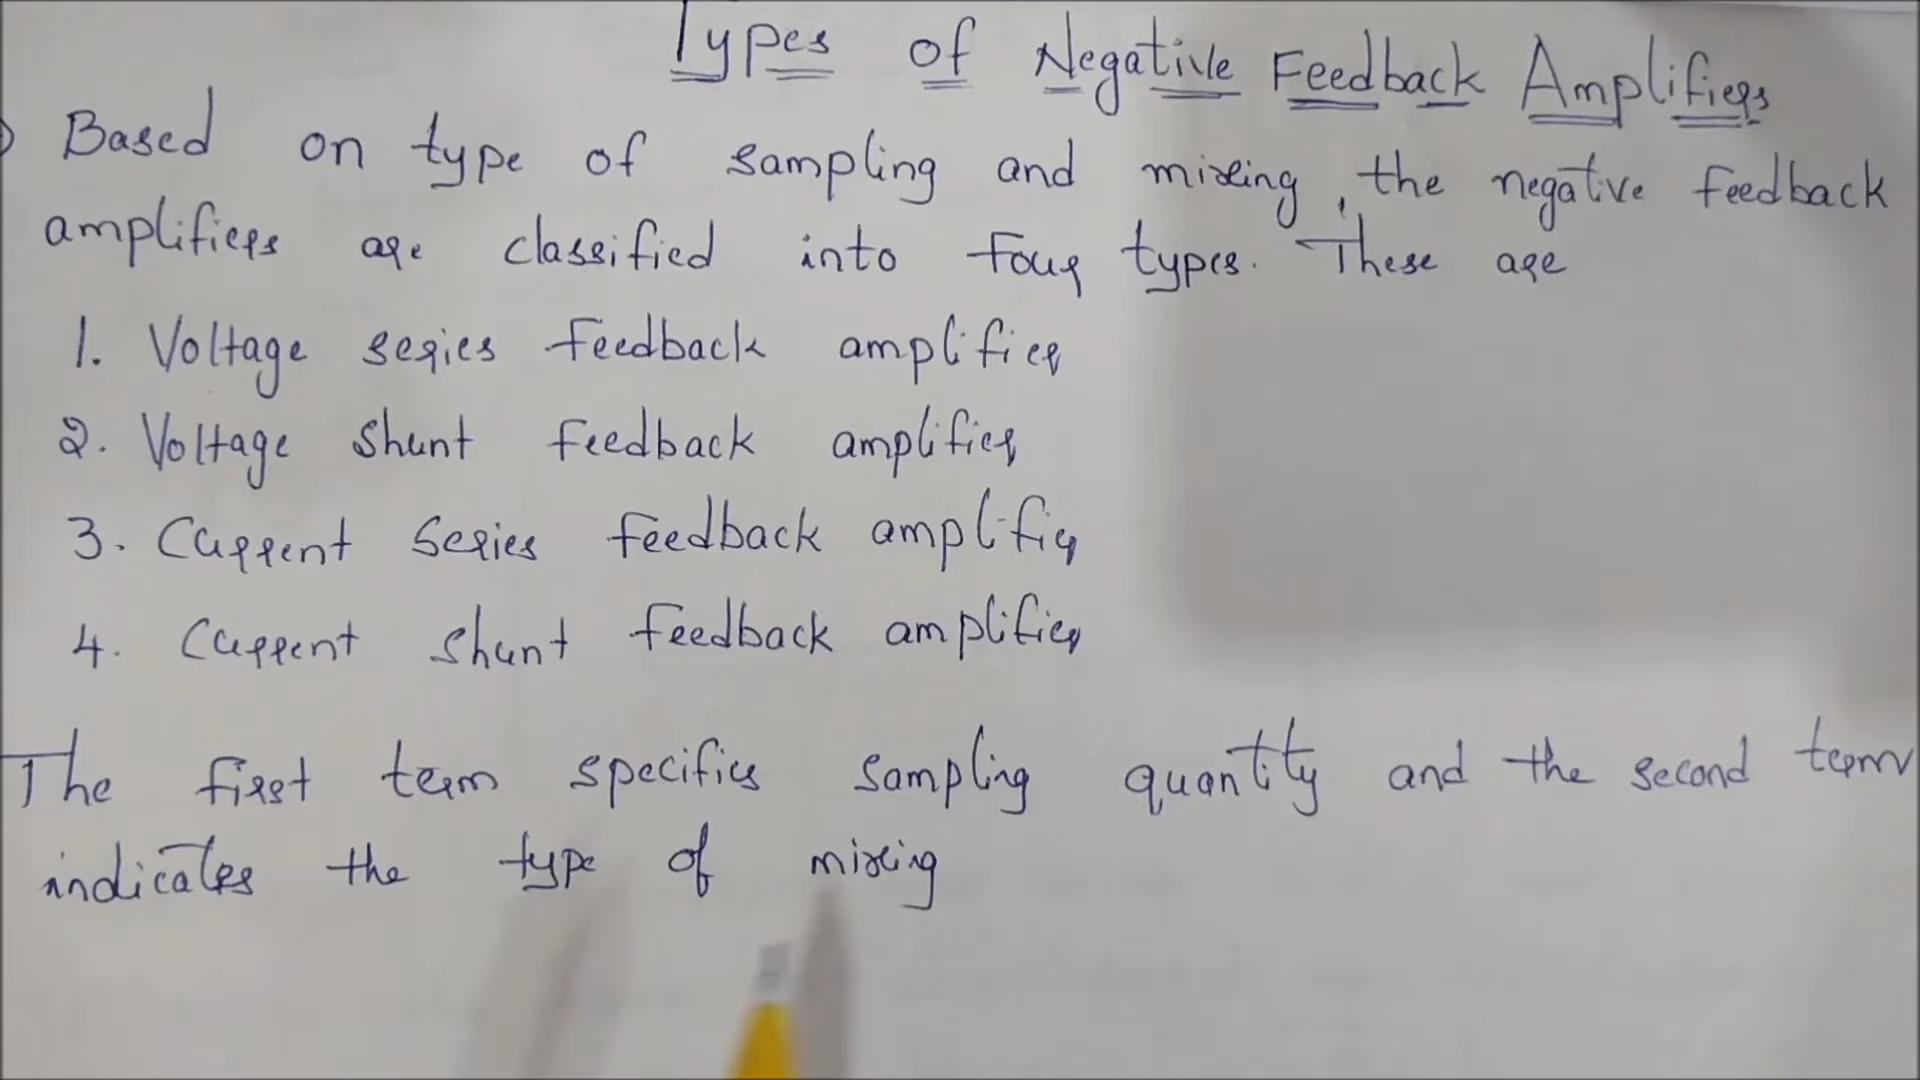 Types of Negative Feedback Amplifiers
Based on type of sampling and mixing, the negative feedback
amplifiers are classified into four types. These are
1. Voltage series feedback amplifier
2. Voltage shunt feedback amplifier
3. Current series feedback amplifier
4. Current shunt feedback amplifier
The first term specifies sampling quantity and the second term
indicates the type of mixing